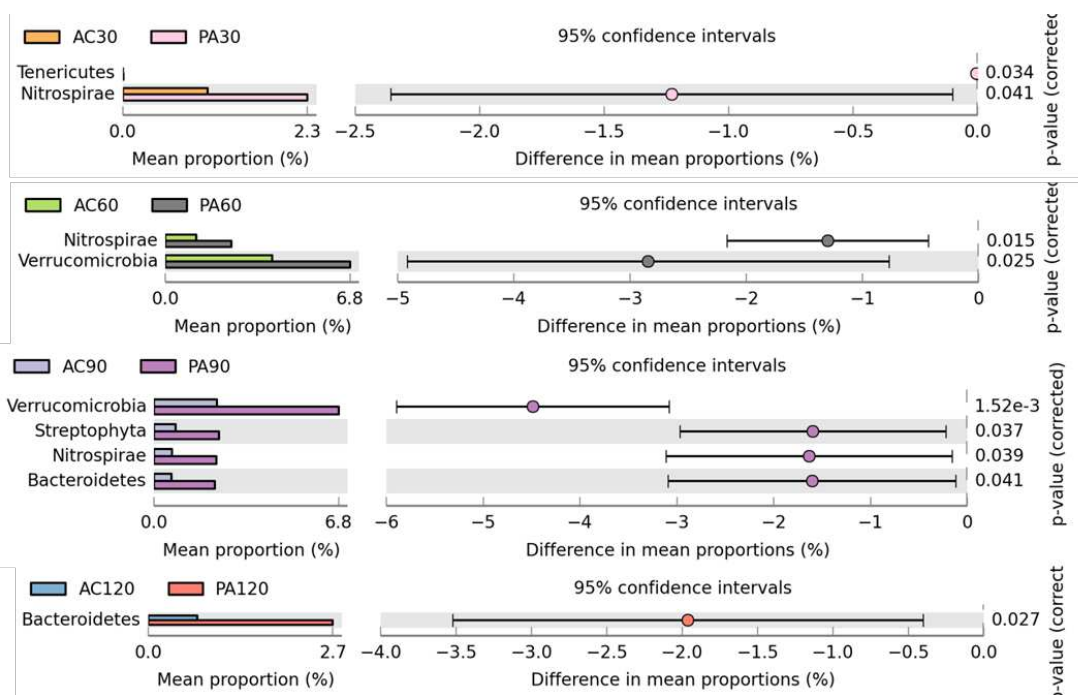 AC30 PA30 95% confidence intervals
Tenericutes 0.034
Nitrospirae 0.041
0.0 2.3 −2.5 −2.0 −1.5 −1.0 −0.5 0.0
Mean proportion (%) Difference in mean proportions (%)
p-value (corrected
AC60 PA60 95% confidence intervals
Nitrospirae 0.015
Verrucomicrobia 0.025
0.0 6.8 −5 −4 −3 −2 −1 0
Mean proportion (%) Difference in mean proportions (%)
p-value (corrected
AC90 PA90 95% confidence intervals
Verrucomicrobia 1.52e-3
Streptophyta 0.037
Nitrospirae 0.039
Bacteroidetes 0.041
0.0 6.8 −6 −5 −4 −3 −2 −1 0
Mean proportion (%) Difference in mean proportions (%)
p-value (corrected)
AC120 PA120 95% confidence intervals
Bacteroidetes 0.027
0.0 2.7 −4.0 −3.5 −3.0 −2.5 −2.0 −1.5 −1.0 −0.5 0.0
Mean proportion (%) Difference in mean proportions (%)
p-value (correct